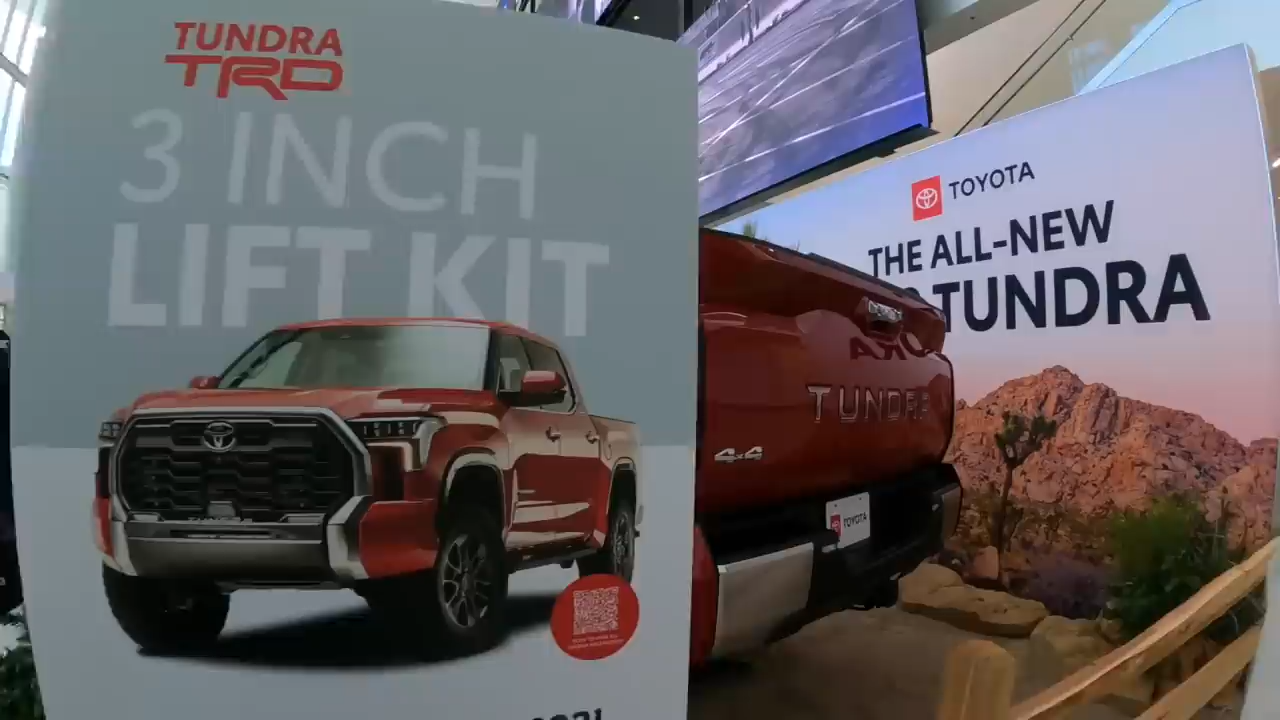 TUNDRA
TRD
3 INCH
LIFT KIT
TOYOTA
THE ALL-NEW
TUNDRA
TUNDRA
4x4
TOYOTA